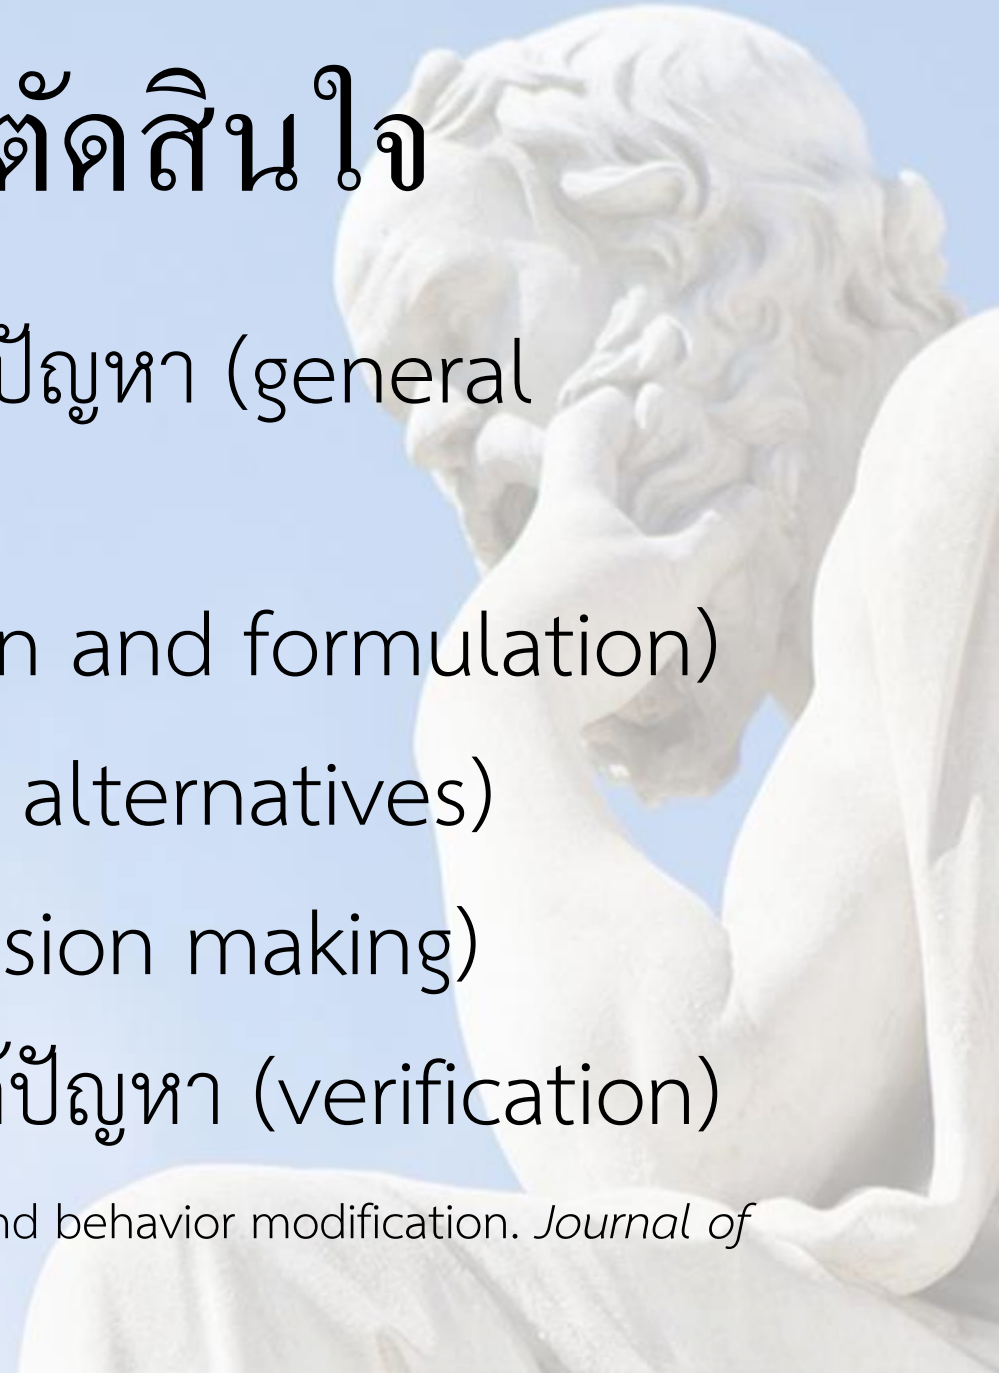 ตัดสินใจ
ปัญหา (general
n and formulation)
alternatives)
sion making)
ปัญหา (verification)
nd behavior modification. Journal of